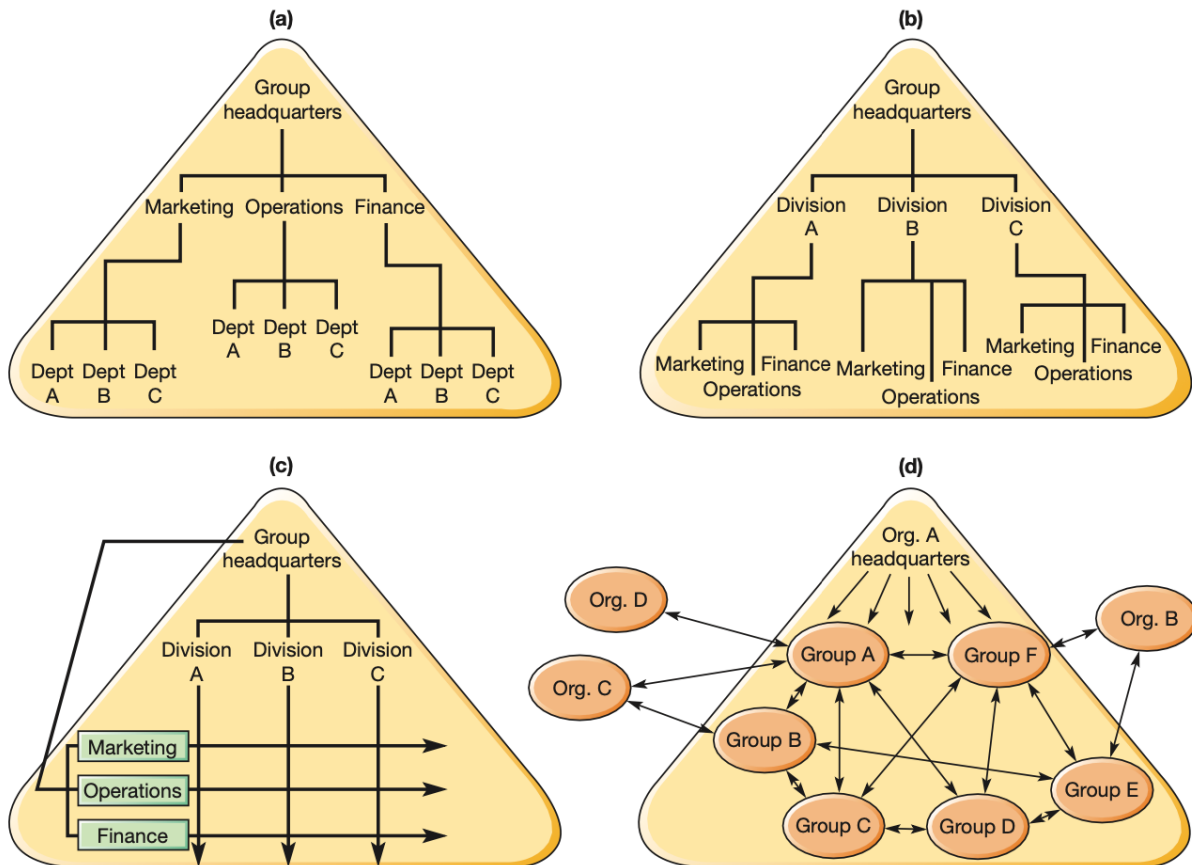 (a)
Group
headquarters
Marketing Operations Finance
Dept Dept Dept
A B C
Dept Dept Dept
A B C
Dept Dept Dept
A B C
(b)
Group
headquarters
Division Division Division
A B C
Marketing Finance
Operations
Marketing Finance
Operations
Marketing Finance
Operations
(c)
Group
headquarters
Division Division Division
A B C
Marketing
Operations
Finance
(d)
Org. A
headquarters
Org. D
Org. B
Group A
Group F
Org. C
Group B
Group E
Group C
Group D